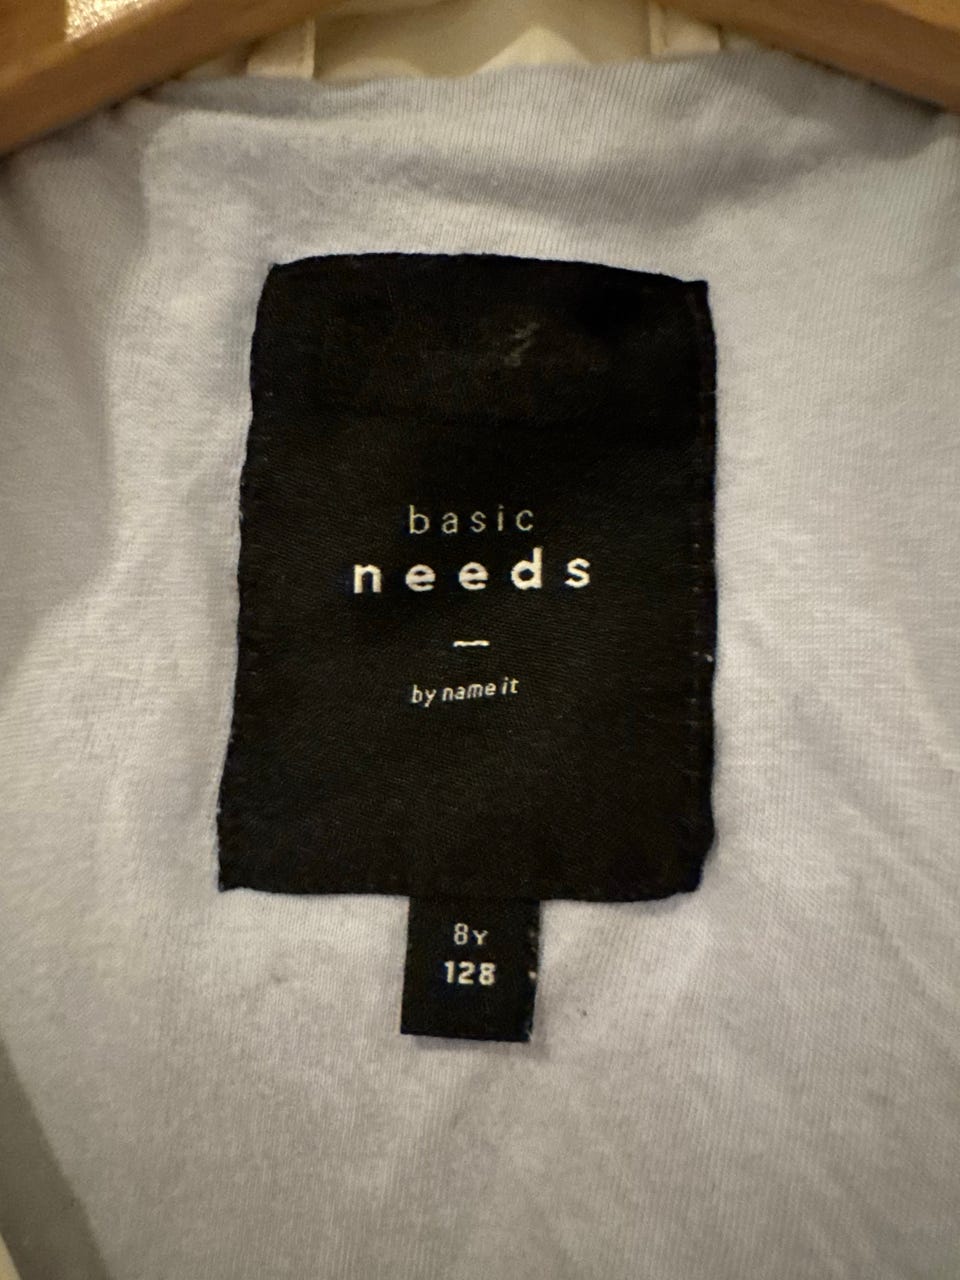 basic
needs
by name it
8Y
128